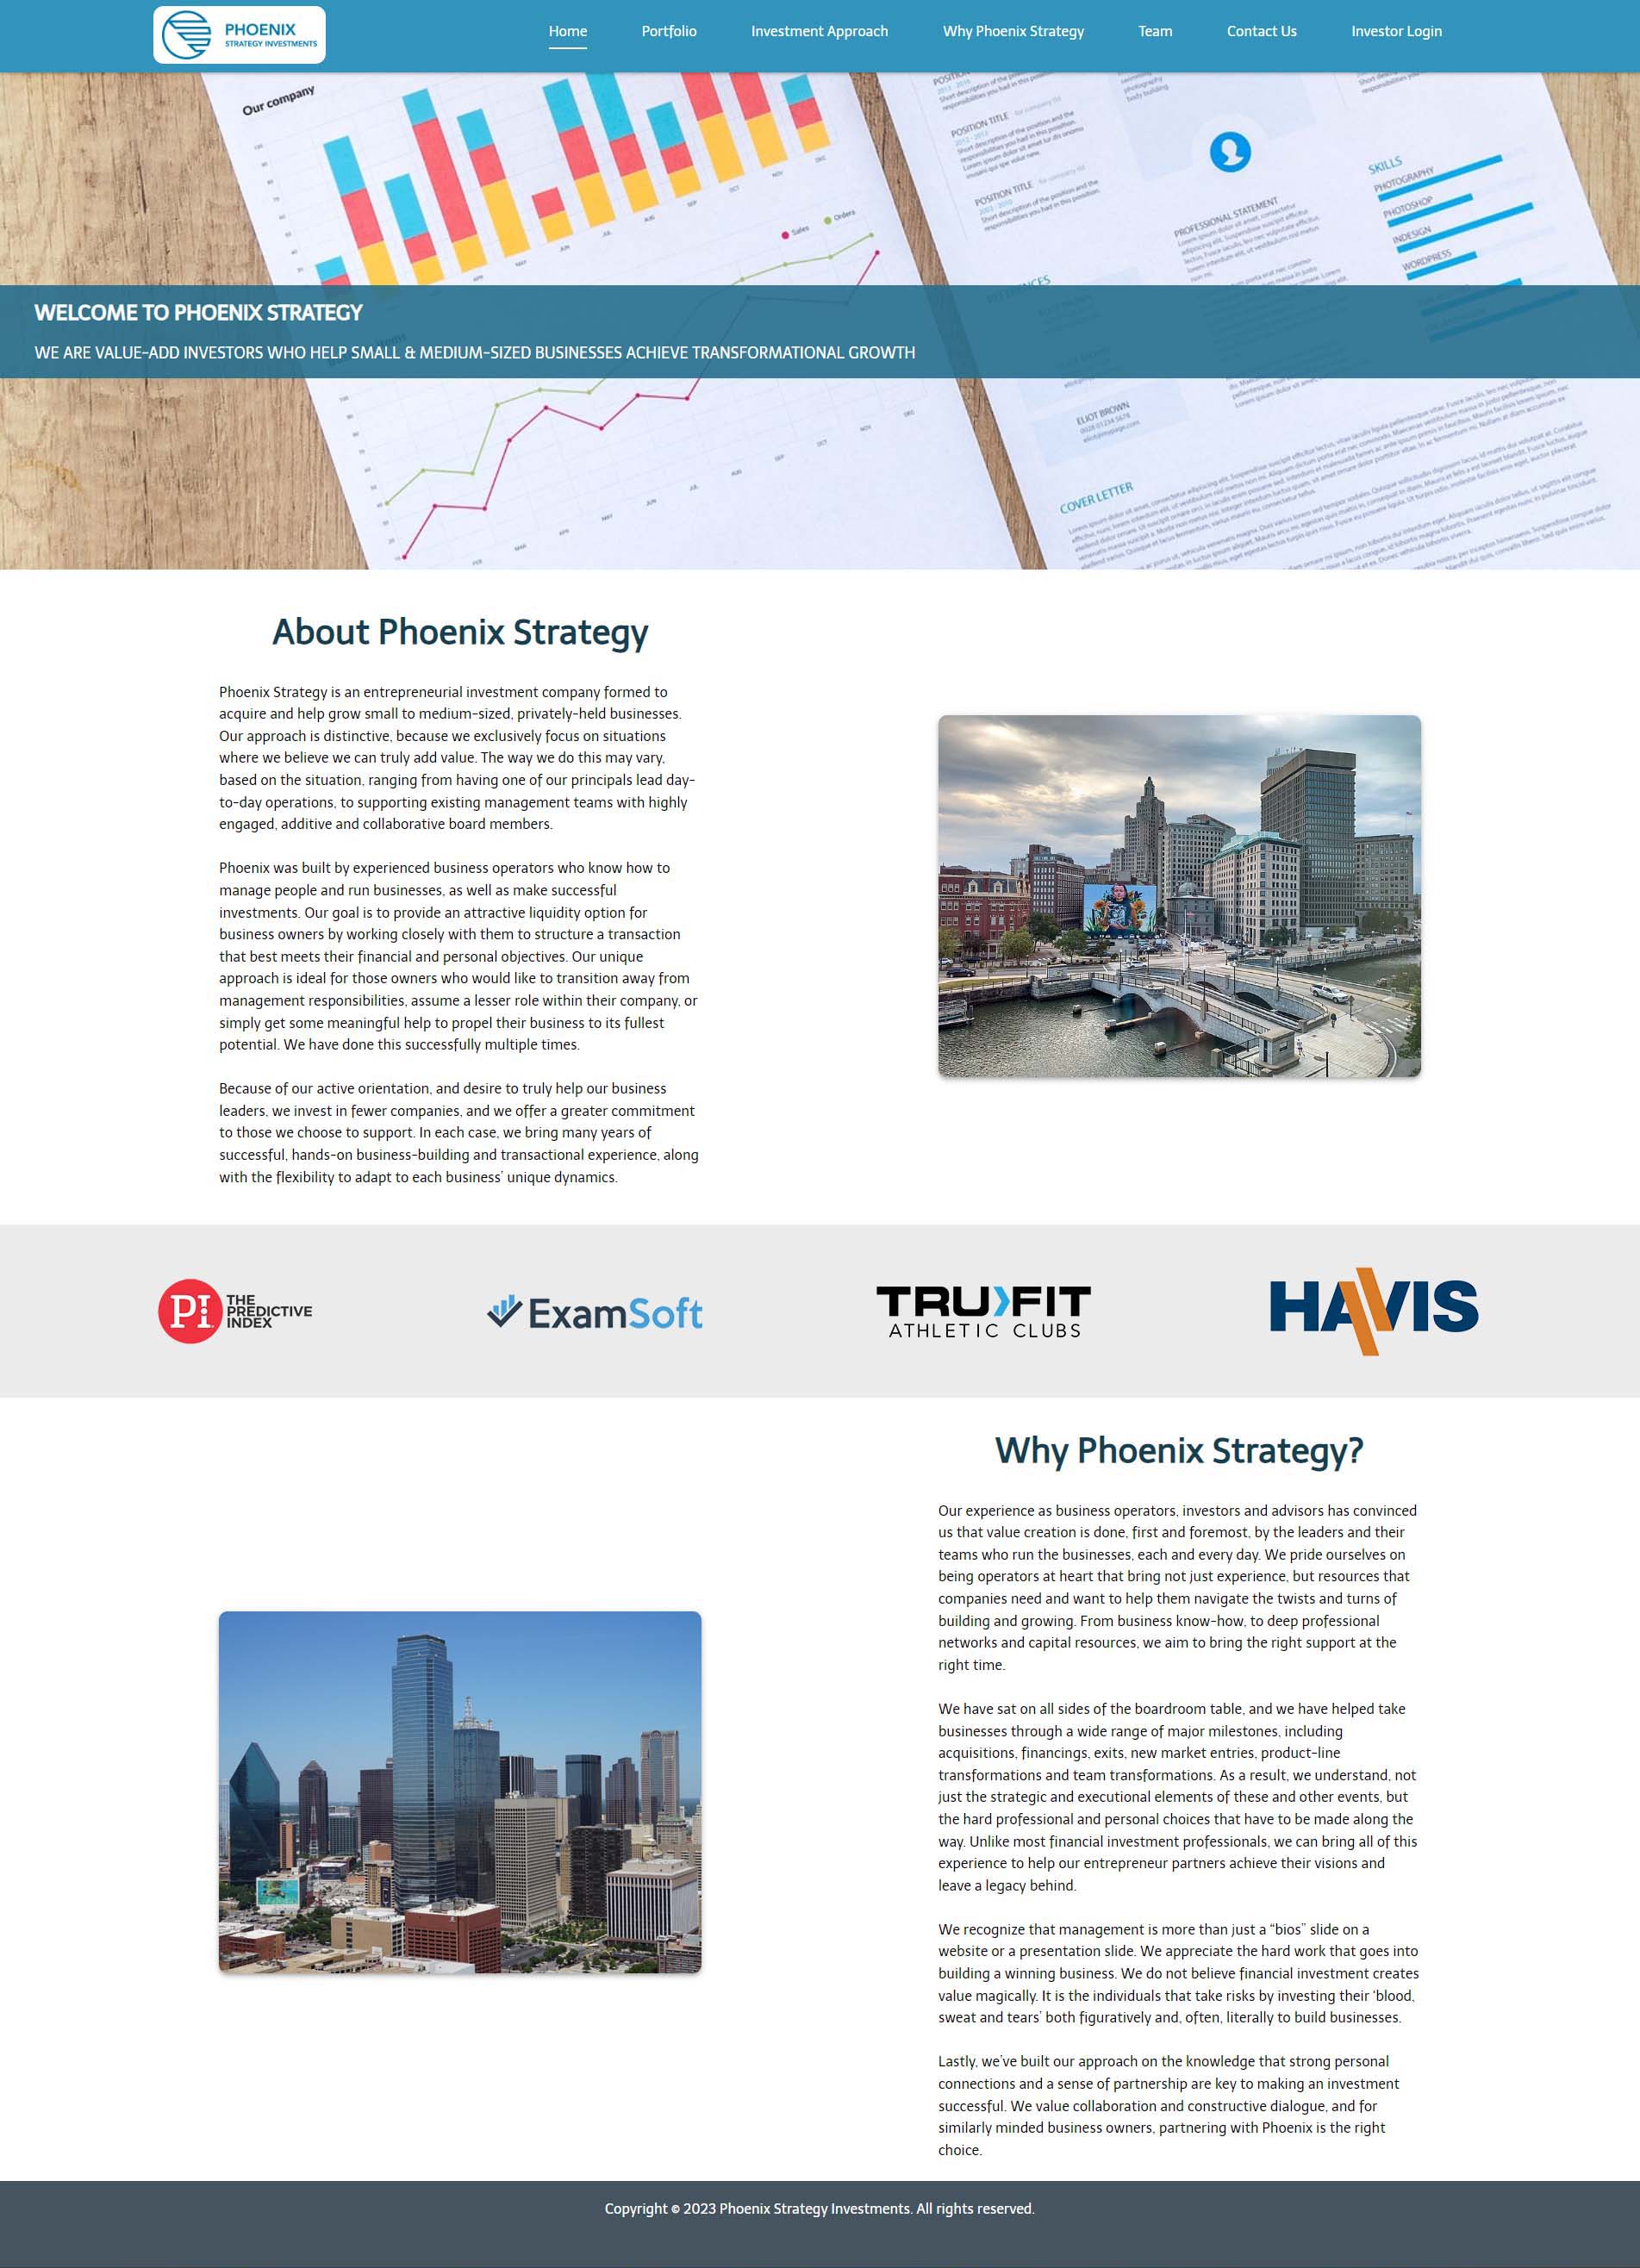 PHOENIX
STRATEGY INVESTMENTS
Home
Portfolio
Investment Approach
Why Phoenix Strategy
Team
Contact Us
Investor Login
Our company
Sales
Orders
POSITION TITLE
POSITION TITLE
PROFESSIONAL STATEMENT
SKILLS
PHOTOGRAPHY
PHOTOSHOP
INDESIGN
WORDPRESS
WELCOME TO PHOENIX STRATEGY
WE ARE VALUE-ADD INVESTORS WHO HELP SMALL & MEDIUM-SIZED BUSINESSES ACHIEVE TRANSFORMATIONAL GROWTH
ELIOT BROWN
COVER LETTER
About Phoenix Strategy
Phoenix Strategy is an entrepreneurial investment company formed to
acquire and help grow small to medium-sized, privately-held businesses.
Our approach is distinctive, because we exclusively focus on situations
where we believe we can truly add value. The way we do this may vary,
based on the situation, ranging from having one of our principals lead day-
to-day operations, to supporting existing management teams with highly
engaged, additive and collaborative board members.
Phoenix was built by experienced business operators who know how to
manage people and run businesses, as well as make successful
investments. Our goal is to provide an attractive liquidity option for
business owners by working closely with them to structure a transaction
that best meets their financial and personal objectives. Our unique
approach is ideal for those owners who would like to transition away from
management responsibilities, assume a lesser role within their company, or
simply get some meaningful help to propel their business to its fullest
potential. We have done this successfully multiple times.
Because of our active orientation, and desire to truly help our business
leaders, we invest in fewer companies, and we offer a greater commitment
to those we choose to support. In each case, we bring many years of
successful, hands-on business-building and transactional experience, along
with the flexibility to adapt to each business' unique dynamics.
PI THE
PREDICTIVE
INDEX
ExamSoft
TRU FIT
ATHLETIC CLUBS
HAVIS
Why Phoenix Strategy?
Our experience as business operators, investors and advisors has convinced
us that value creation is done, first and foremost, by the leaders and their
teams who run the businesses, each and every day. We pride ourselves on
being operators at heart that bring not just experience, but resources that
companies need and want to help them navigate the twists and turns of
building and growing. From business know-how, to deep professional
networks and capital resources, we aim to bring the right support at the
right time.
We have sat on all sides of the boardroom table, and we have helped take
businesses through a wide range of major milestones, including
acquisitions, financings, exits, new market entries, product-line
transformations and team transformations. As a result, we understand, not
just the strategic and executional elements of these and other events, but
the hard professional and personal choices that have to be made along the
way. Unlike most financial investment professionals, we can bring all of this
experience to help our entrepreneur partners achieve their visions and
leave a legacy behind.
We recognize that management is more than just a “bios” slide on a
website or a presentation slide. We appreciate the hard work that goes into
building a winning business. We do not believe financial investment creates
value magically. It is the individuals that take risks by investing their ‘blood,
sweat and tears’ both figuratively and, often, literally to build businesses.
Lastly, we’ve built our approach on the knowledge that strong personal
connections and a sense of partnership are key to making an investment
successful. We value collaboration and constructive dialogue, and for
similarly minded business owners, partnering with Phoenix is the right
choice.
Copyright © 2023 Phoenix Strategy Investments. All rights reserved.